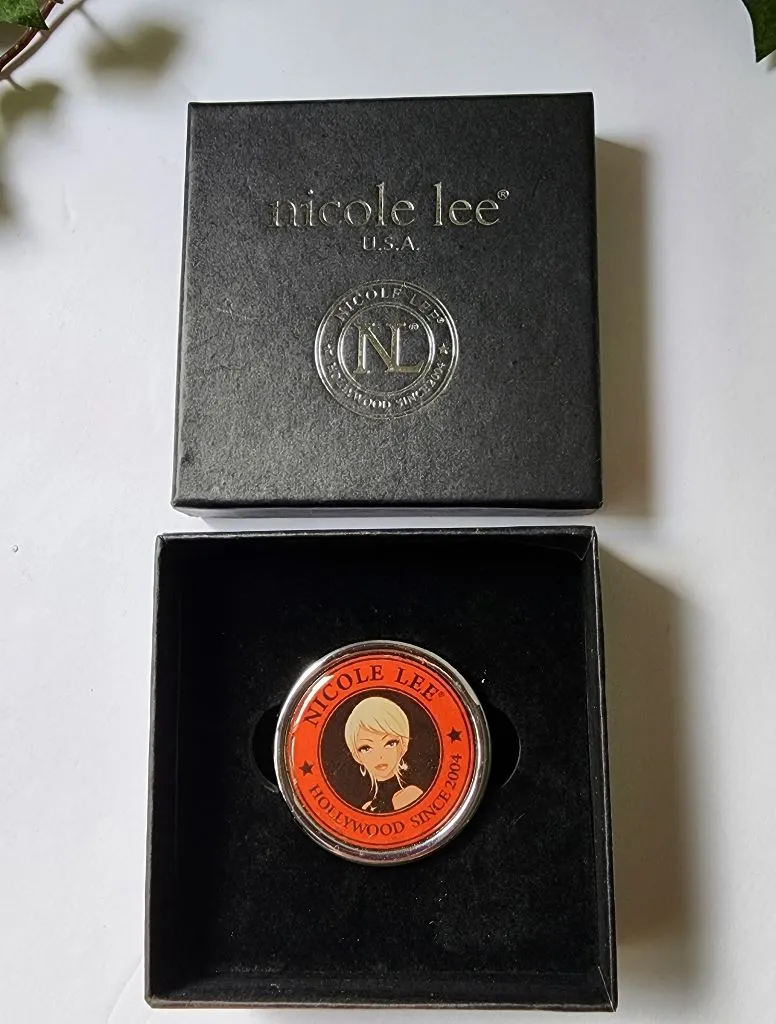 nicole lee®
U.S.A.
NICOLE LEE®
NL®
★ HOLLYWOOD SINCE 2004 ★
NICOLE LEE®
★ HOLLYWOOD SINCE 2004 ★